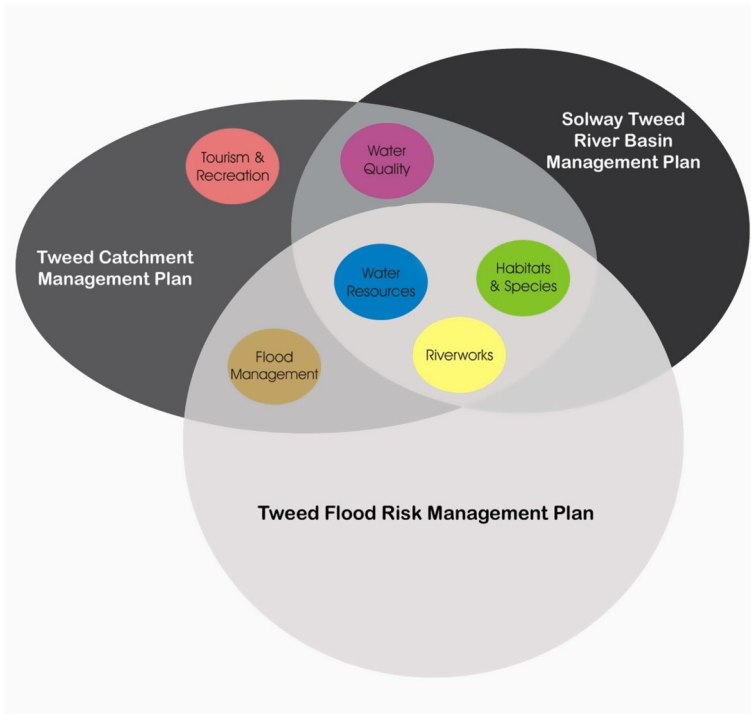 Solway Tweed
River Basin
Management Plan
Tourism &
Recreation
Water
Quality
Tweed Catchment
Management Plan
Water
Resources
Habitats
& Species
Flood
Management
Riverworks
Tweed Flood Risk Management Plan